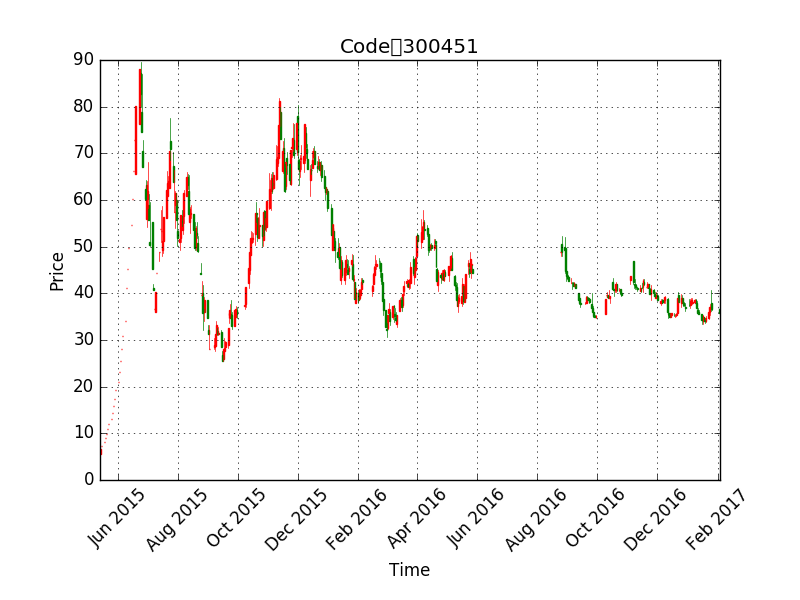 Code▯300451
90
80
70
60
50
40
30
20
10
0
Price
Jun 2015
Aug 2015
Oct 2015
Dec 2015
Feb 2016
Apr 2016
Jun 2016
Aug 2016
Oct 2016
Dec 2016
Feb 2017
Time